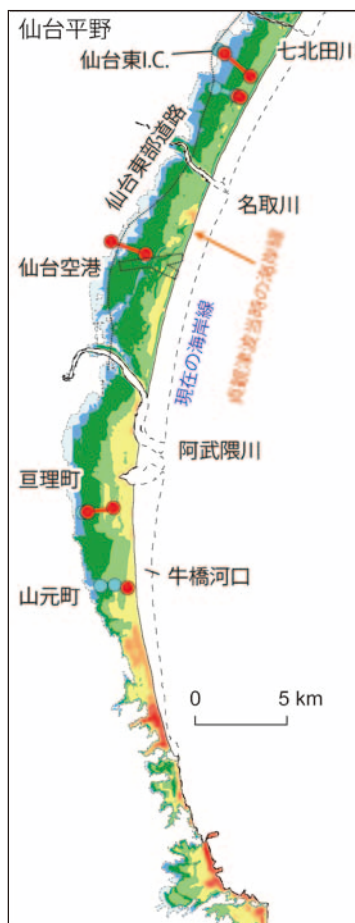 仙台平野
仙台東I.C.
七北田川
仙台東部道路
名取川
仙台空港
現在の海岸線
貞観津波当時の海岸線
阿武隈川
亘理町
牛橋河口
山元町
0 5 km